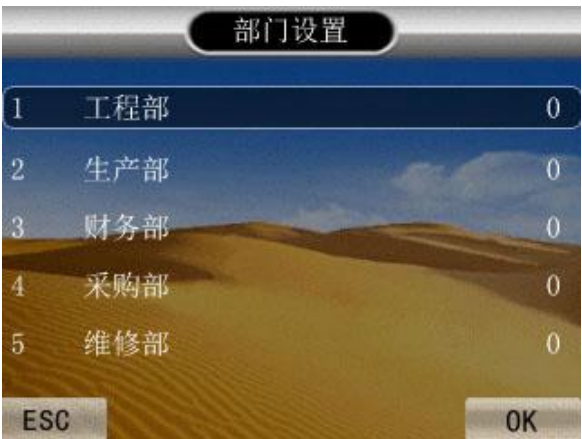 部门设置
1 工程部 0
2 生产部 0
3 财务部 0
4 采购部 0
5 维修部 0
ESC OK